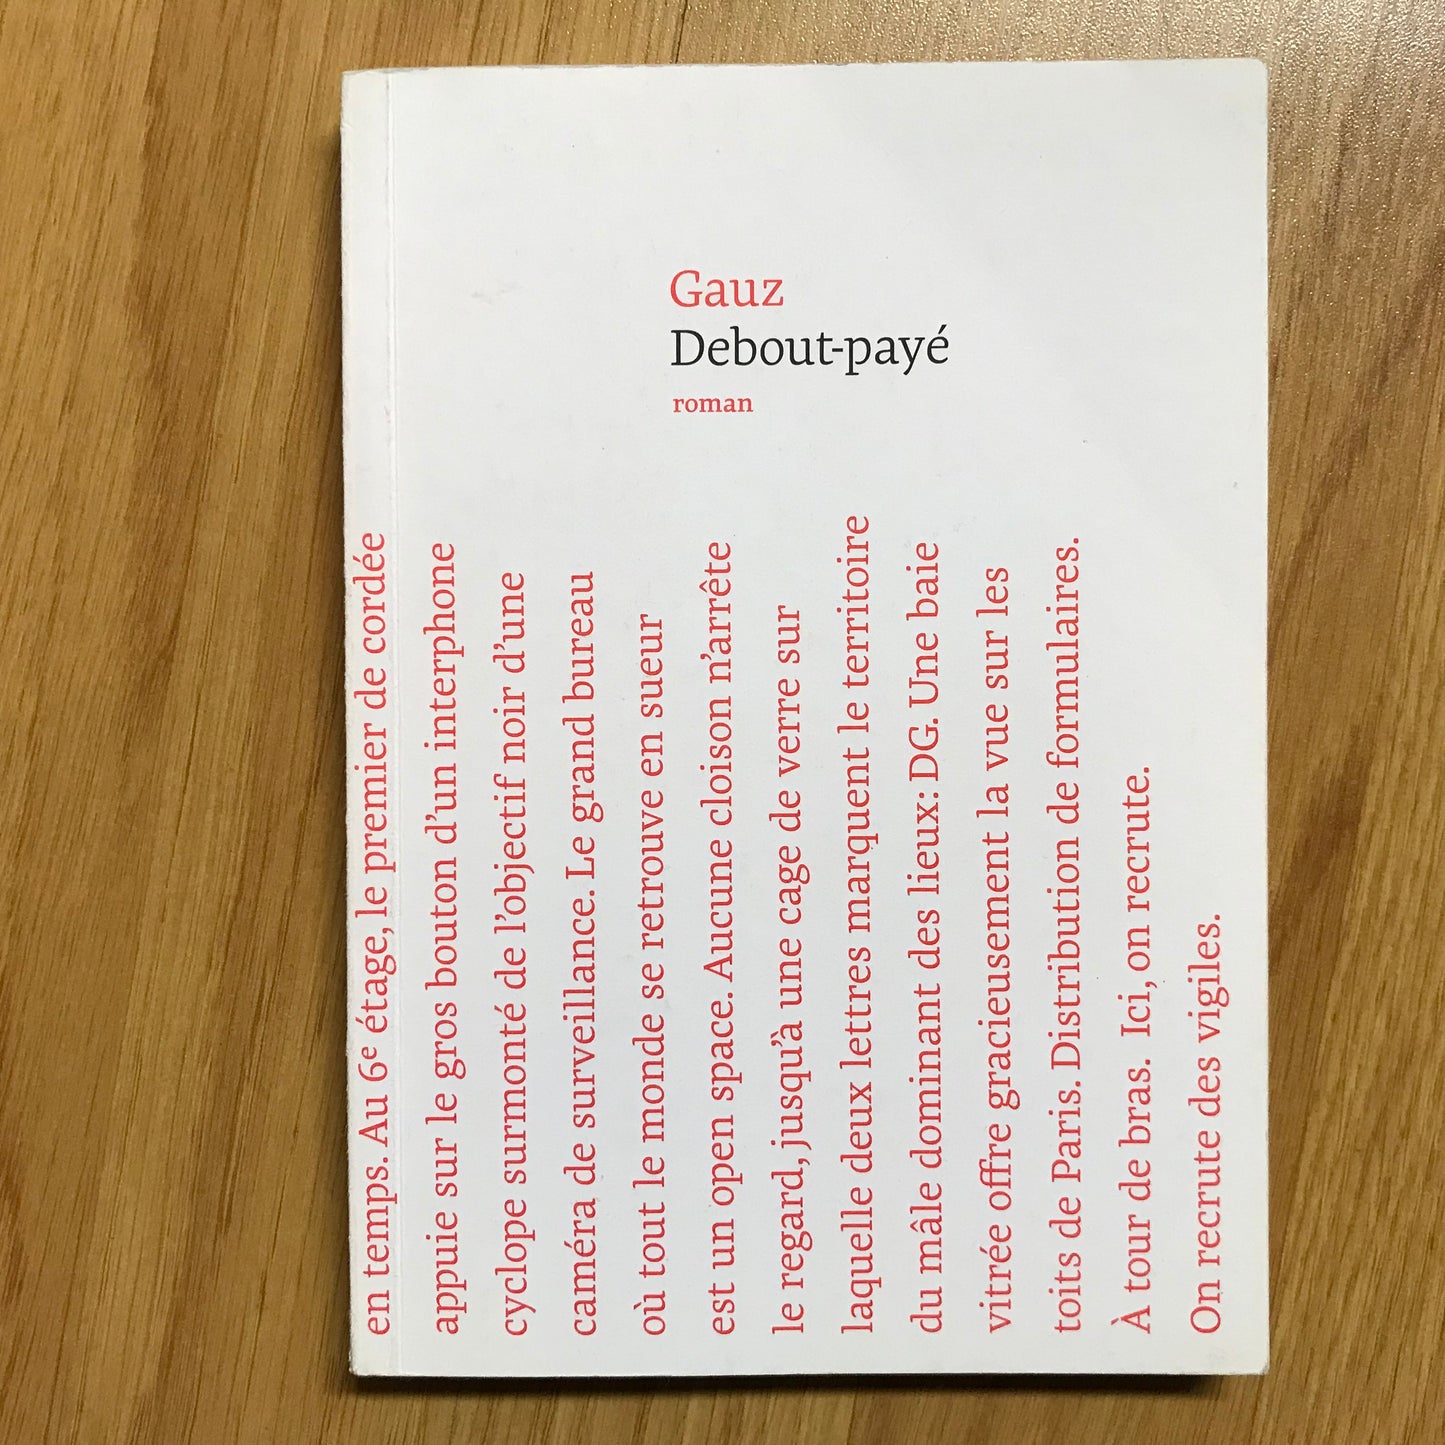 Gauz
Debout-payé
roman
en temps. Au 6e étage, le premier de cordée
appuie sur le gros bouton d’un interphone
cyclope surmonté de l’objectif noir d’une
caméra de surveillance. Le grand bureau
où tout le monde se retrouve en sueur
est un open space. Aucune cloison n’arrête
le regard, jusqu’à une cage de verre sur
laquelle deux lettres marquent le territoire
du mâle dominant des lieux: DG. Une baie
vitrée offre gracieusement la vue sur les
toits de Paris. Distribution de formulaires.
À tour de bras. Ici, on recrute.
On recrute des vigiles.